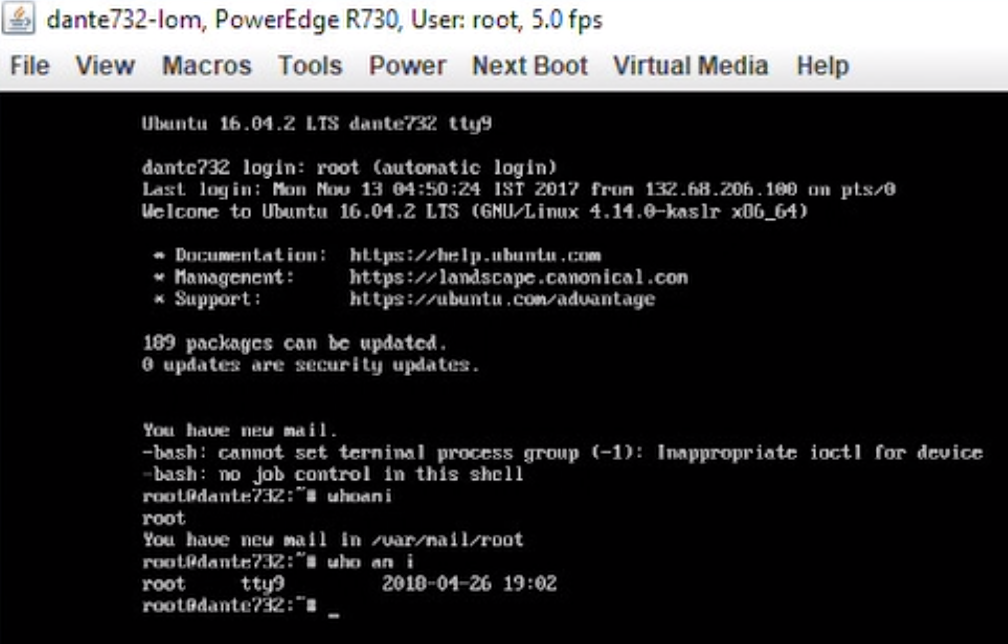 dante732-lom, PowerEdge R730, User: root, 5.0 fps
File View Macros Tools Power Next Boot Virtual Media Help
Ubuntu 16.04.2 LTS dante732 tty9
dante732 login: root (automatic login)
Last login: Mon Nov 13 04:50:24 IST 2017 from 132.68.206.100 on pts/0
Welcome to Ubuntu 16.04.2 LTS (GNU/Linux 4.14.0-kaslr x86_64)
* Documentation: https://help.ubuntu.com
* Management: https://landscape.canonical.com
* Support: https://ubuntu.com/advantage
189 packages can be updated.
0 updates are security updates.
You have new mail.
-bash: cannot set terminal process group (-1): Inappropriate ioctl for device
-bash: no job control in this shell
root@dante732:~# whoami
root
You have new mail in /var/mail/root
root@dante732:~# who am i
root tty9 2018-04-26 19:02
root@dante732:~# _